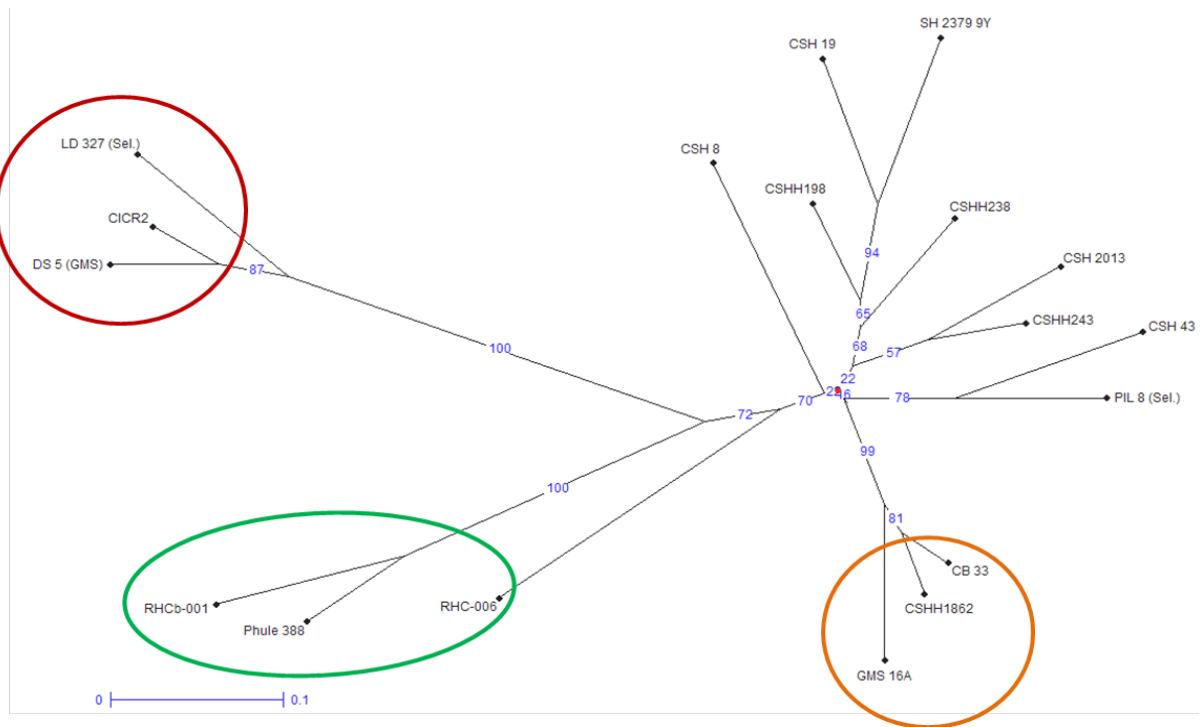 SH 2379 9Y
CSH 19
LD 327 (Sel.)
CSH 8
CSHH198
CSHH238
CICR2
94
CSH 2013
DS 5 (GMS)
87
65
CSHH243
CSH 43
100
68
57
22
72
70
78
PIL 8 (Sel.)
99
100
81
CB 33
RHCb-001
RHC-006
CSHH1862
Phule 388
GMS 16A
0
0.1